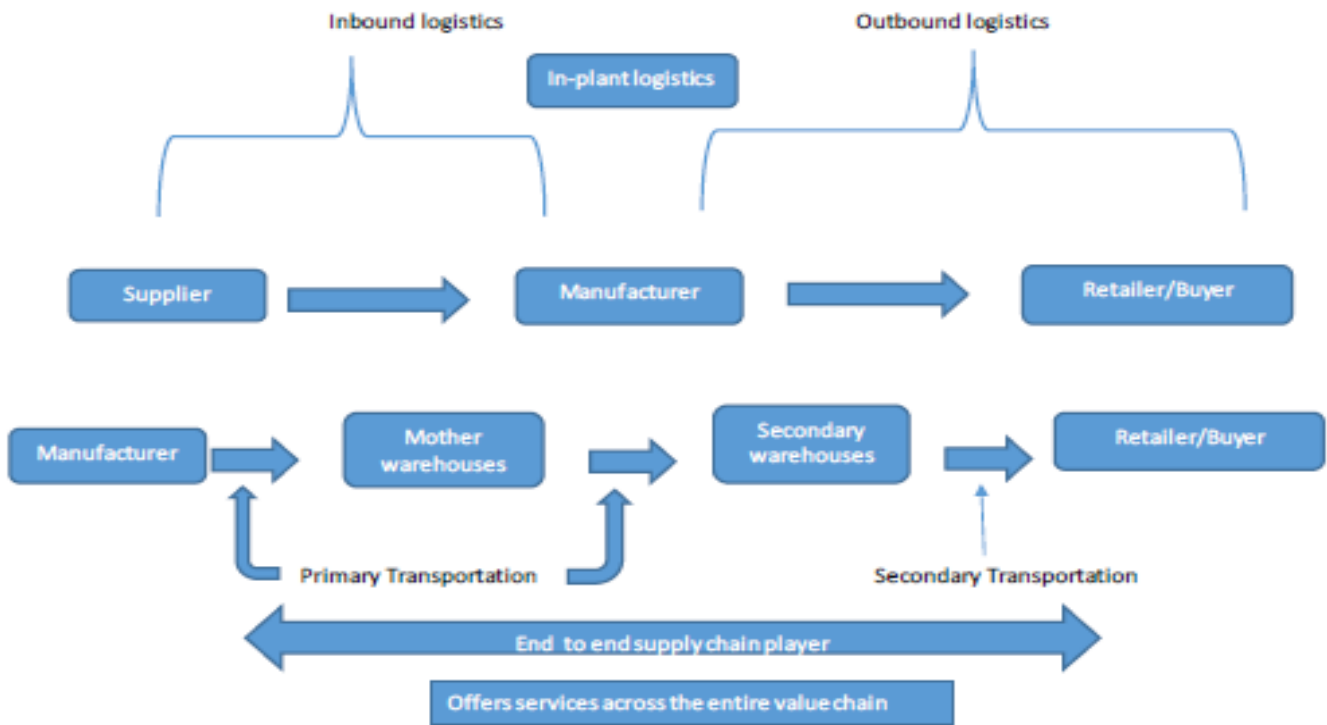 Inbound logistics
Outbound logistics
In-plant logistics
Supplier
Manufacturer
Retailer/Buyer
Manufacturer
Mother
warehouses
Secondary
warehouses
Retailer/Buyer
Primary Transportation
Secondary Transportation
End to end supply chain player
Offers services across the entire value chain